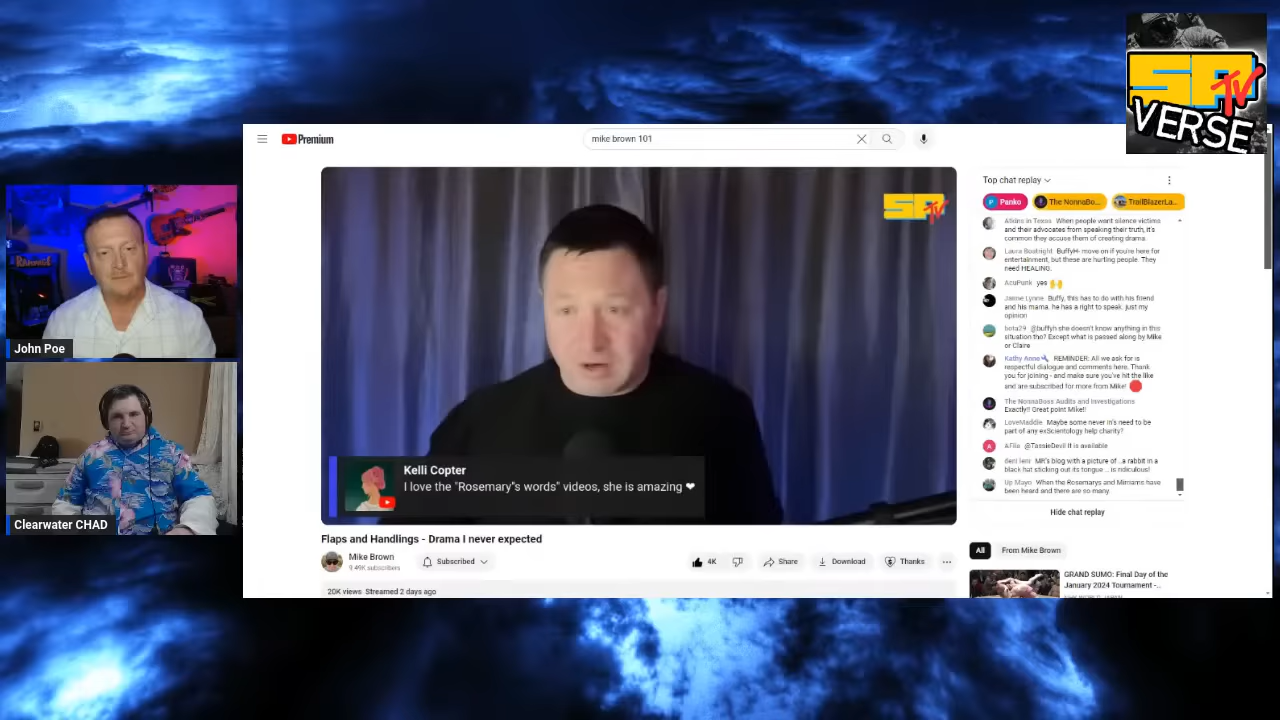 SPTV
VERSE
Premium
mike brown 101
Top chat replay
Panko
The NonnaBo...
TrailBlazerLa...
Atkins in Texas When people want silence victims
and their advocates from speaking their truth, it's
common they accuse them of creating drama.
Laura Boatright BuffyH- move on if you're here for
entertainment, but these are hurting people. They
need HEALING.
AcuPunk yes
Janine Lynne Buffy, this has to do with his friend
and his mama. he has a right to speak. just my
opinion
bota29 @buffyh she doesn't know anything in this
situation tho? Except what is passed along by Mike
or Claire
Kathy Anne REMINDER: All we ask for is
respectful dialogue and comments here. Thank
you for joining - and make sure you've hit the like
and are subscribed for more from Mike!
The NonnaBoss Audits and Investigations
Exactly!! Great point Mike!!
LoveMaddie Maybe some never in's need to be
part of any exScientology help charity?
AFila @TassieDevil It is available
MR's blog with a picture of ..a rabbit in a
black hat sticking out its tongue .. is ridiculous!
Up Mayo When the Rosemarys and Mirriams have
been heard and there are so many.
Hide chat replay
SPTV
Kelli Copter
I love the "Rosemary"s words" videos, she is amazing ❤
John Poe
Clearwater CHAD
Flaps and Handlings - Drama I never expected
Mike Brown
9.49K subscribers
Subscribed
4K
Share
Download
Thanks
20K views Streamed 2 days ago
All
From Mike Brown
GRAND SUMO: Final Day of the
January 2024 Tournament -...